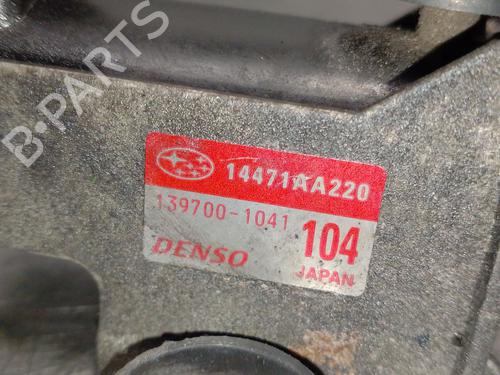 B-PARTS
14471AA220
139700-1041
104
DENSO
JAPAN